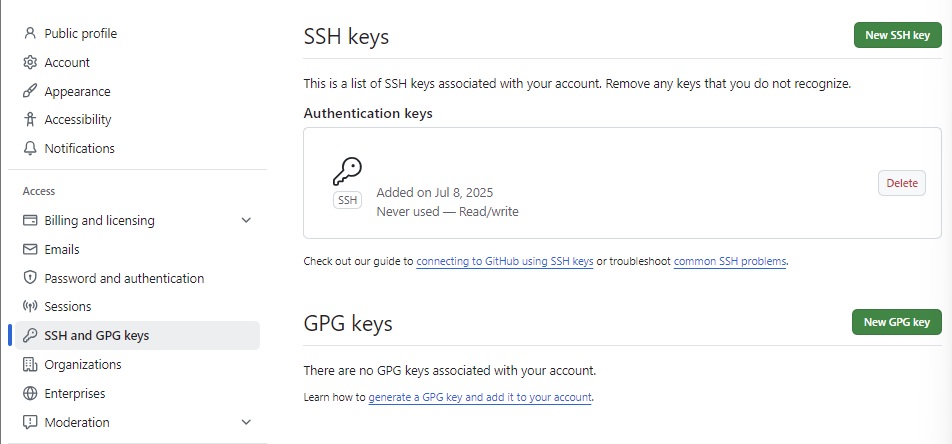 Public profile
Account
Appearance
Accessibility
Notifications
Access
Billing and licensing
Emails
Password and authentication
Sessions
SSH and GPG keys
Organizations
Enterprises
Moderation
SSH keys
New SSH key
This is a list of SSH keys associated with your account. Remove any keys that you do not recognize.
Authentication keys
SSH
Added on Jul 8, 2025
Never used — Read/write
Delete
Check out our guide to connecting to GitHub using SSH keys or troubleshoot common SSH problems.
GPG keys
New GPG key
There are no GPG keys associated with your account.
Learn how to generate a GPG key and add it to your account.